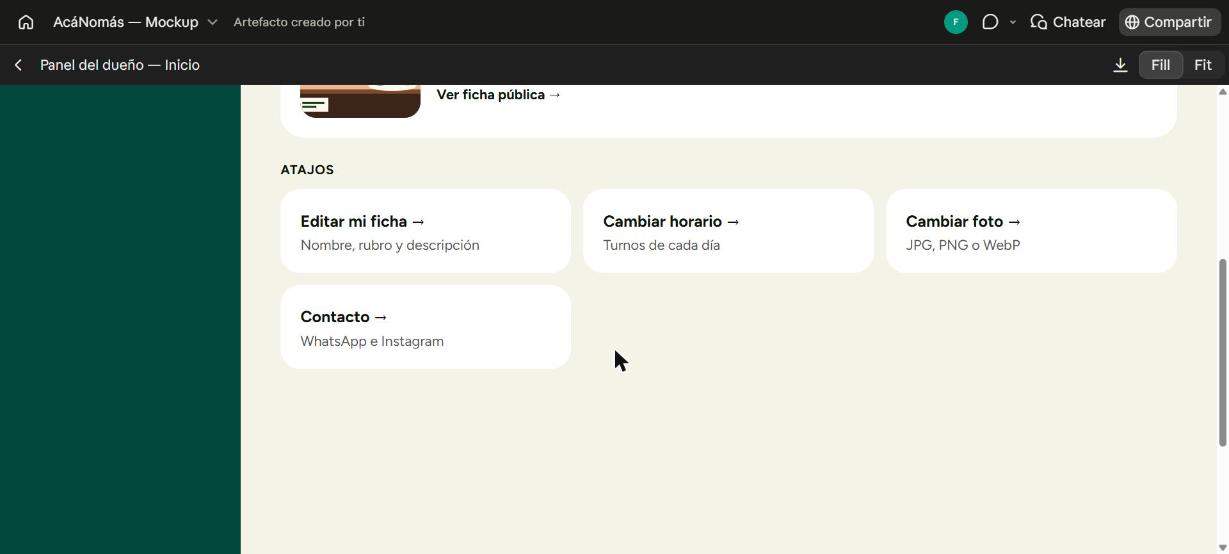 AcáNomás — Mockup
Artefacto creado por ti
F
Chatear
Compartir
Panel del dueño — Inicio
Fill
Fit
Ver ficha pública →
ATAJOS
Editar mi ficha →
Nombre, rubro y descripción
Cambiar horario →
Turnos de cada día
Cambiar foto →
JPG, PNG o WebP
Contacto →
WhatsApp e Instagram